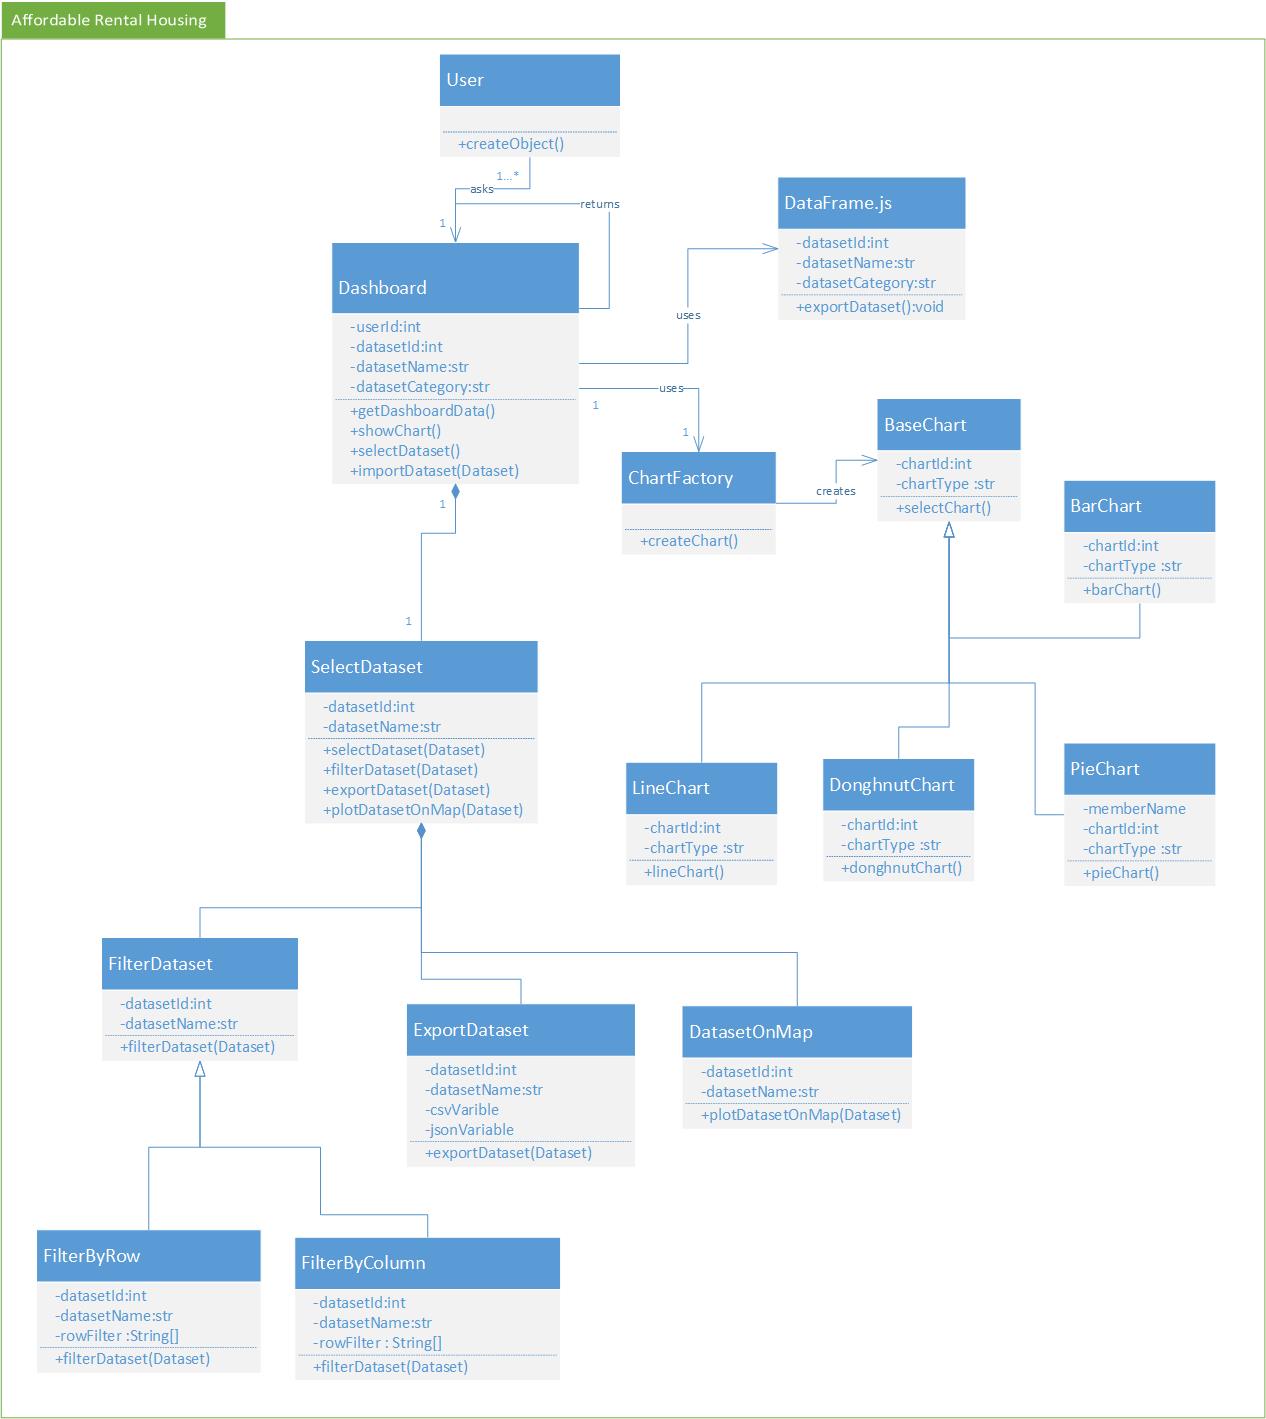 Affordable Rental Housing
User
+createObject()
1...*
asks
returns
1
Dashboard
-userId:int
-datasetId:int
-datasetName:str
-datasetCategory:str
+getDashboardData()
+showChart()
+selectDataset()
+importDataset(Dataset)
DataFrame.js
-datasetId:int
-datasetName:str
-datasetCategory:str
+exportDataset():void
uses
uses
1
1
ChartFactory
+createChart()
creates
BaseChart
-chartId:int
-chartType :str
+selectChart()
BarChart
-chartId:int
-chartType :str
+barChart()
1
1
SelectDataset
-datasetId:int
-datasetName:str
+selectDataset(Dataset)
+filterDataset(Dataset)
+exportDataset(Dataset)
+plotDatasetOnMap(Dataset)
LineChart
-chartId:int
-chartType :str
+lineChart()
DonghnutChart
-chartId:int
-chartType :str
+donghnutChart()
PieChart
-memberName
-chartId:int
-chartType :str
+pieChart()
FilterDataset
-datasetId:int
-datasetName:str
+filterDataset(Dataset)
ExportDataset
-datasetId:int
-datasetName:str
-csvVarible
-jsonVariable
+exportDataset(Dataset)
DatasetOnMap
-datasetId:int
-datasetName:str
+plotDatasetOnMap(Dataset)
FilterByRow
-datasetId:int
-datasetName:str
-rowFilter :String[]
+filterDataset(Dataset)
FilterByColumn
-datasetId:int
-datasetName:str
-rowFilter : String[]
+filterDataset(Dataset)